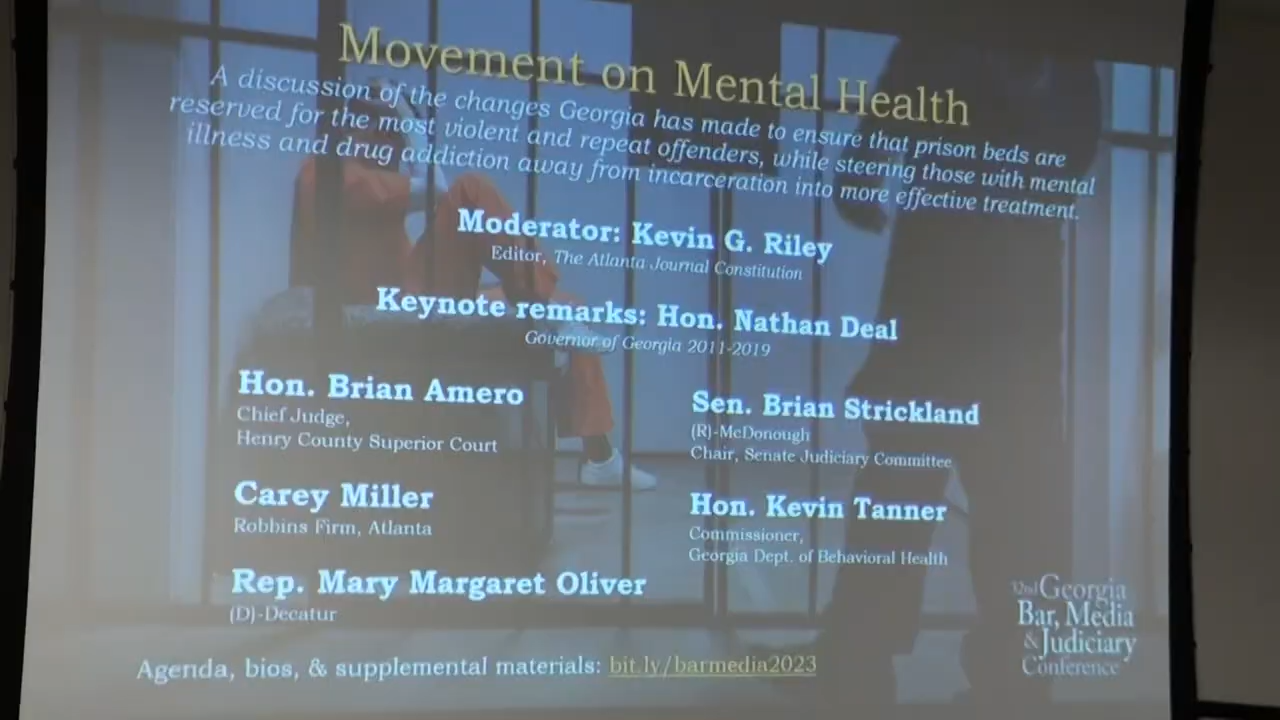 Movement on Mental Health
A discussion of the changes Georgia has made to ensure that prison beds are
reserved for the most violent and repeat offenders, while steering those with mental
illness and drug addiction away from incarceration into more effective treatment.
Moderator: Kevin G. Riley
Editor, The Atlanta Journal Constitution
Keynote remarks: Hon. Nathan Deal
Governor of Georgia 2011-2019
Hon. Brian Amero
Chief Judge,
Henry County Superior Court
Carey Miller
Robbins Firm, Atlanta
Rep. Mary Margaret Oliver
(D)-Decatur
Sen. Brian Strickland
(R)-McDonough
Chair, Senate Judiciary Committee
Hon. Kevin Tanner
Commissioner,
Georgia Dept. of Behavioral Health
Agenda, bios, & supplemental materials: bit.ly/barmedia2023
32nd Georgia
Bar, Media
& Judiciary
Conference